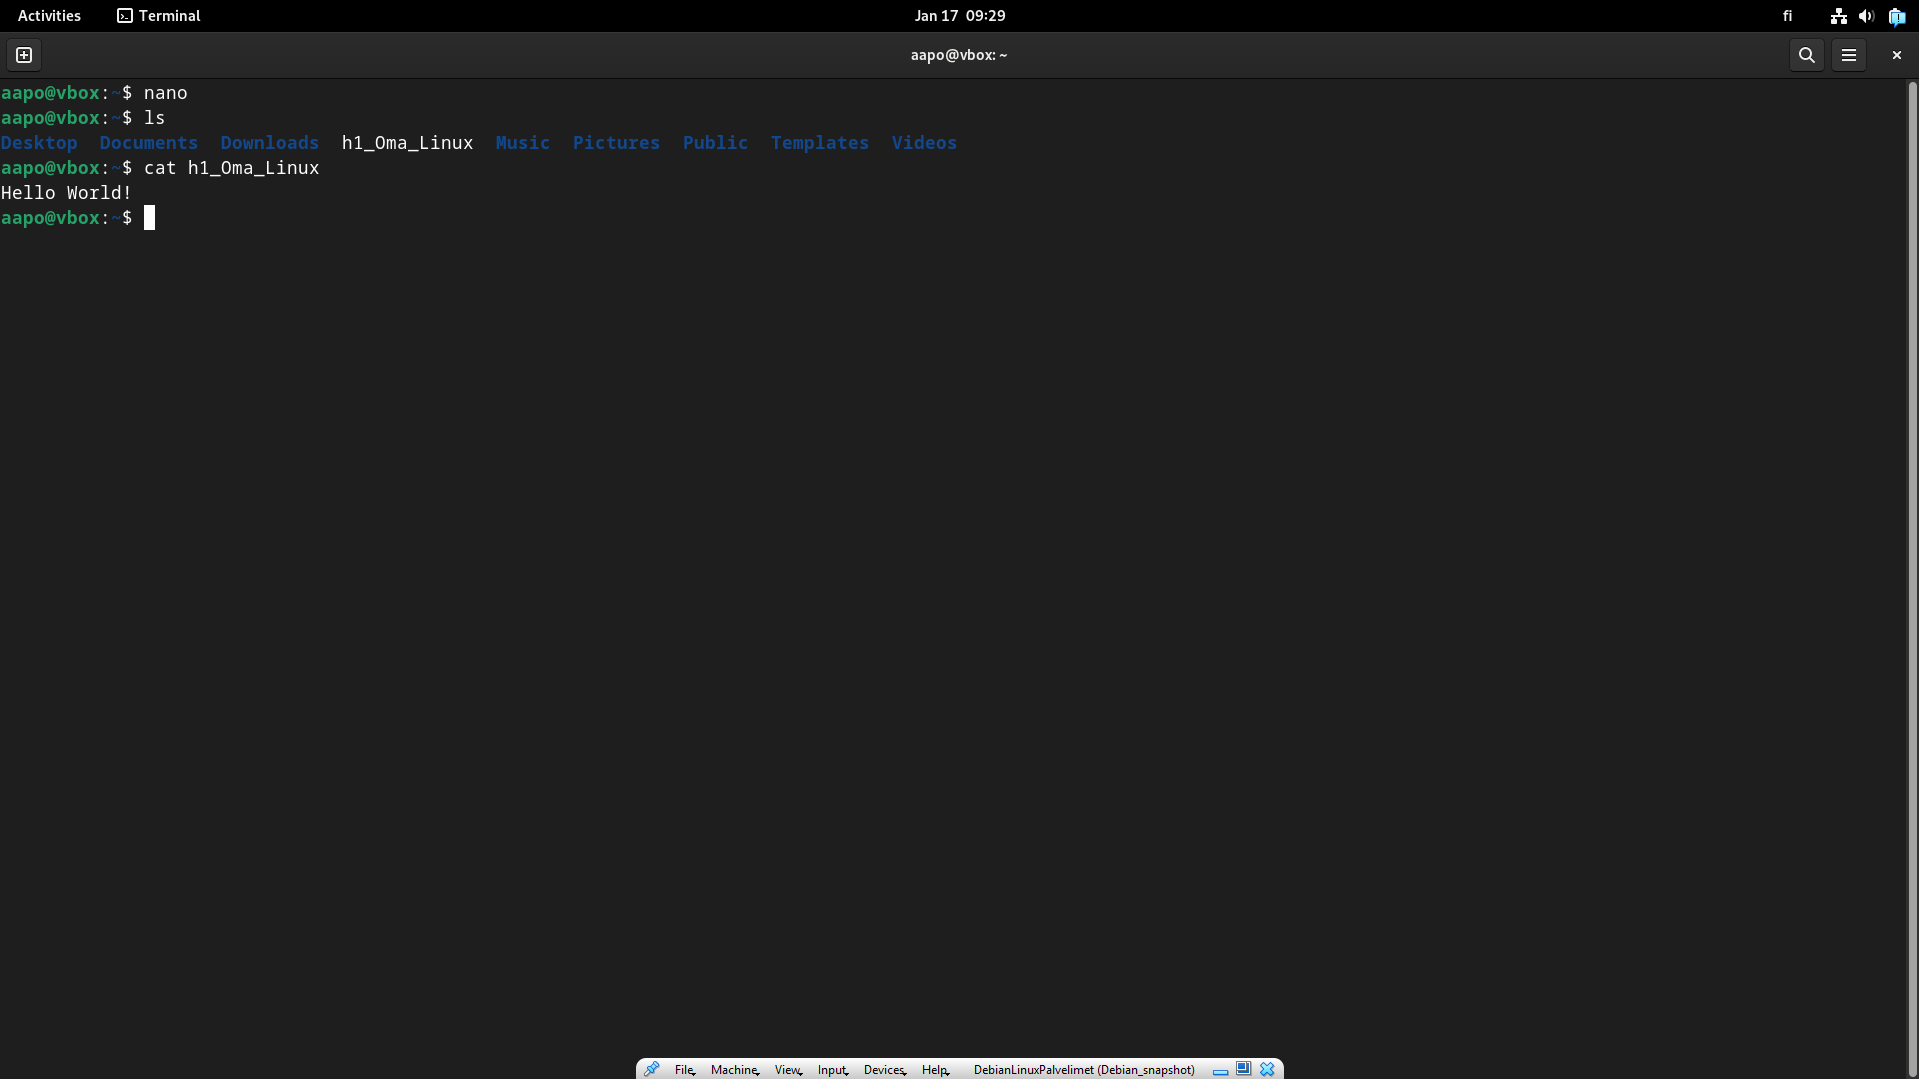 Activities Terminal Jan 17 09:29 fi
aapo@vbox: ~
aapo@vbox:~$ nano
aapo@vbox:~$ ls
Desktop Documents Downloads h1_Oma_Linux Music Pictures Public Templates Videos
aapo@vbox:~$ cat h1_Oma_Linux
Hello World!
aapo@vbox:~$
File Machine View Input Devices Help DebianLinuxPalvelimet (Debian_snapshot)